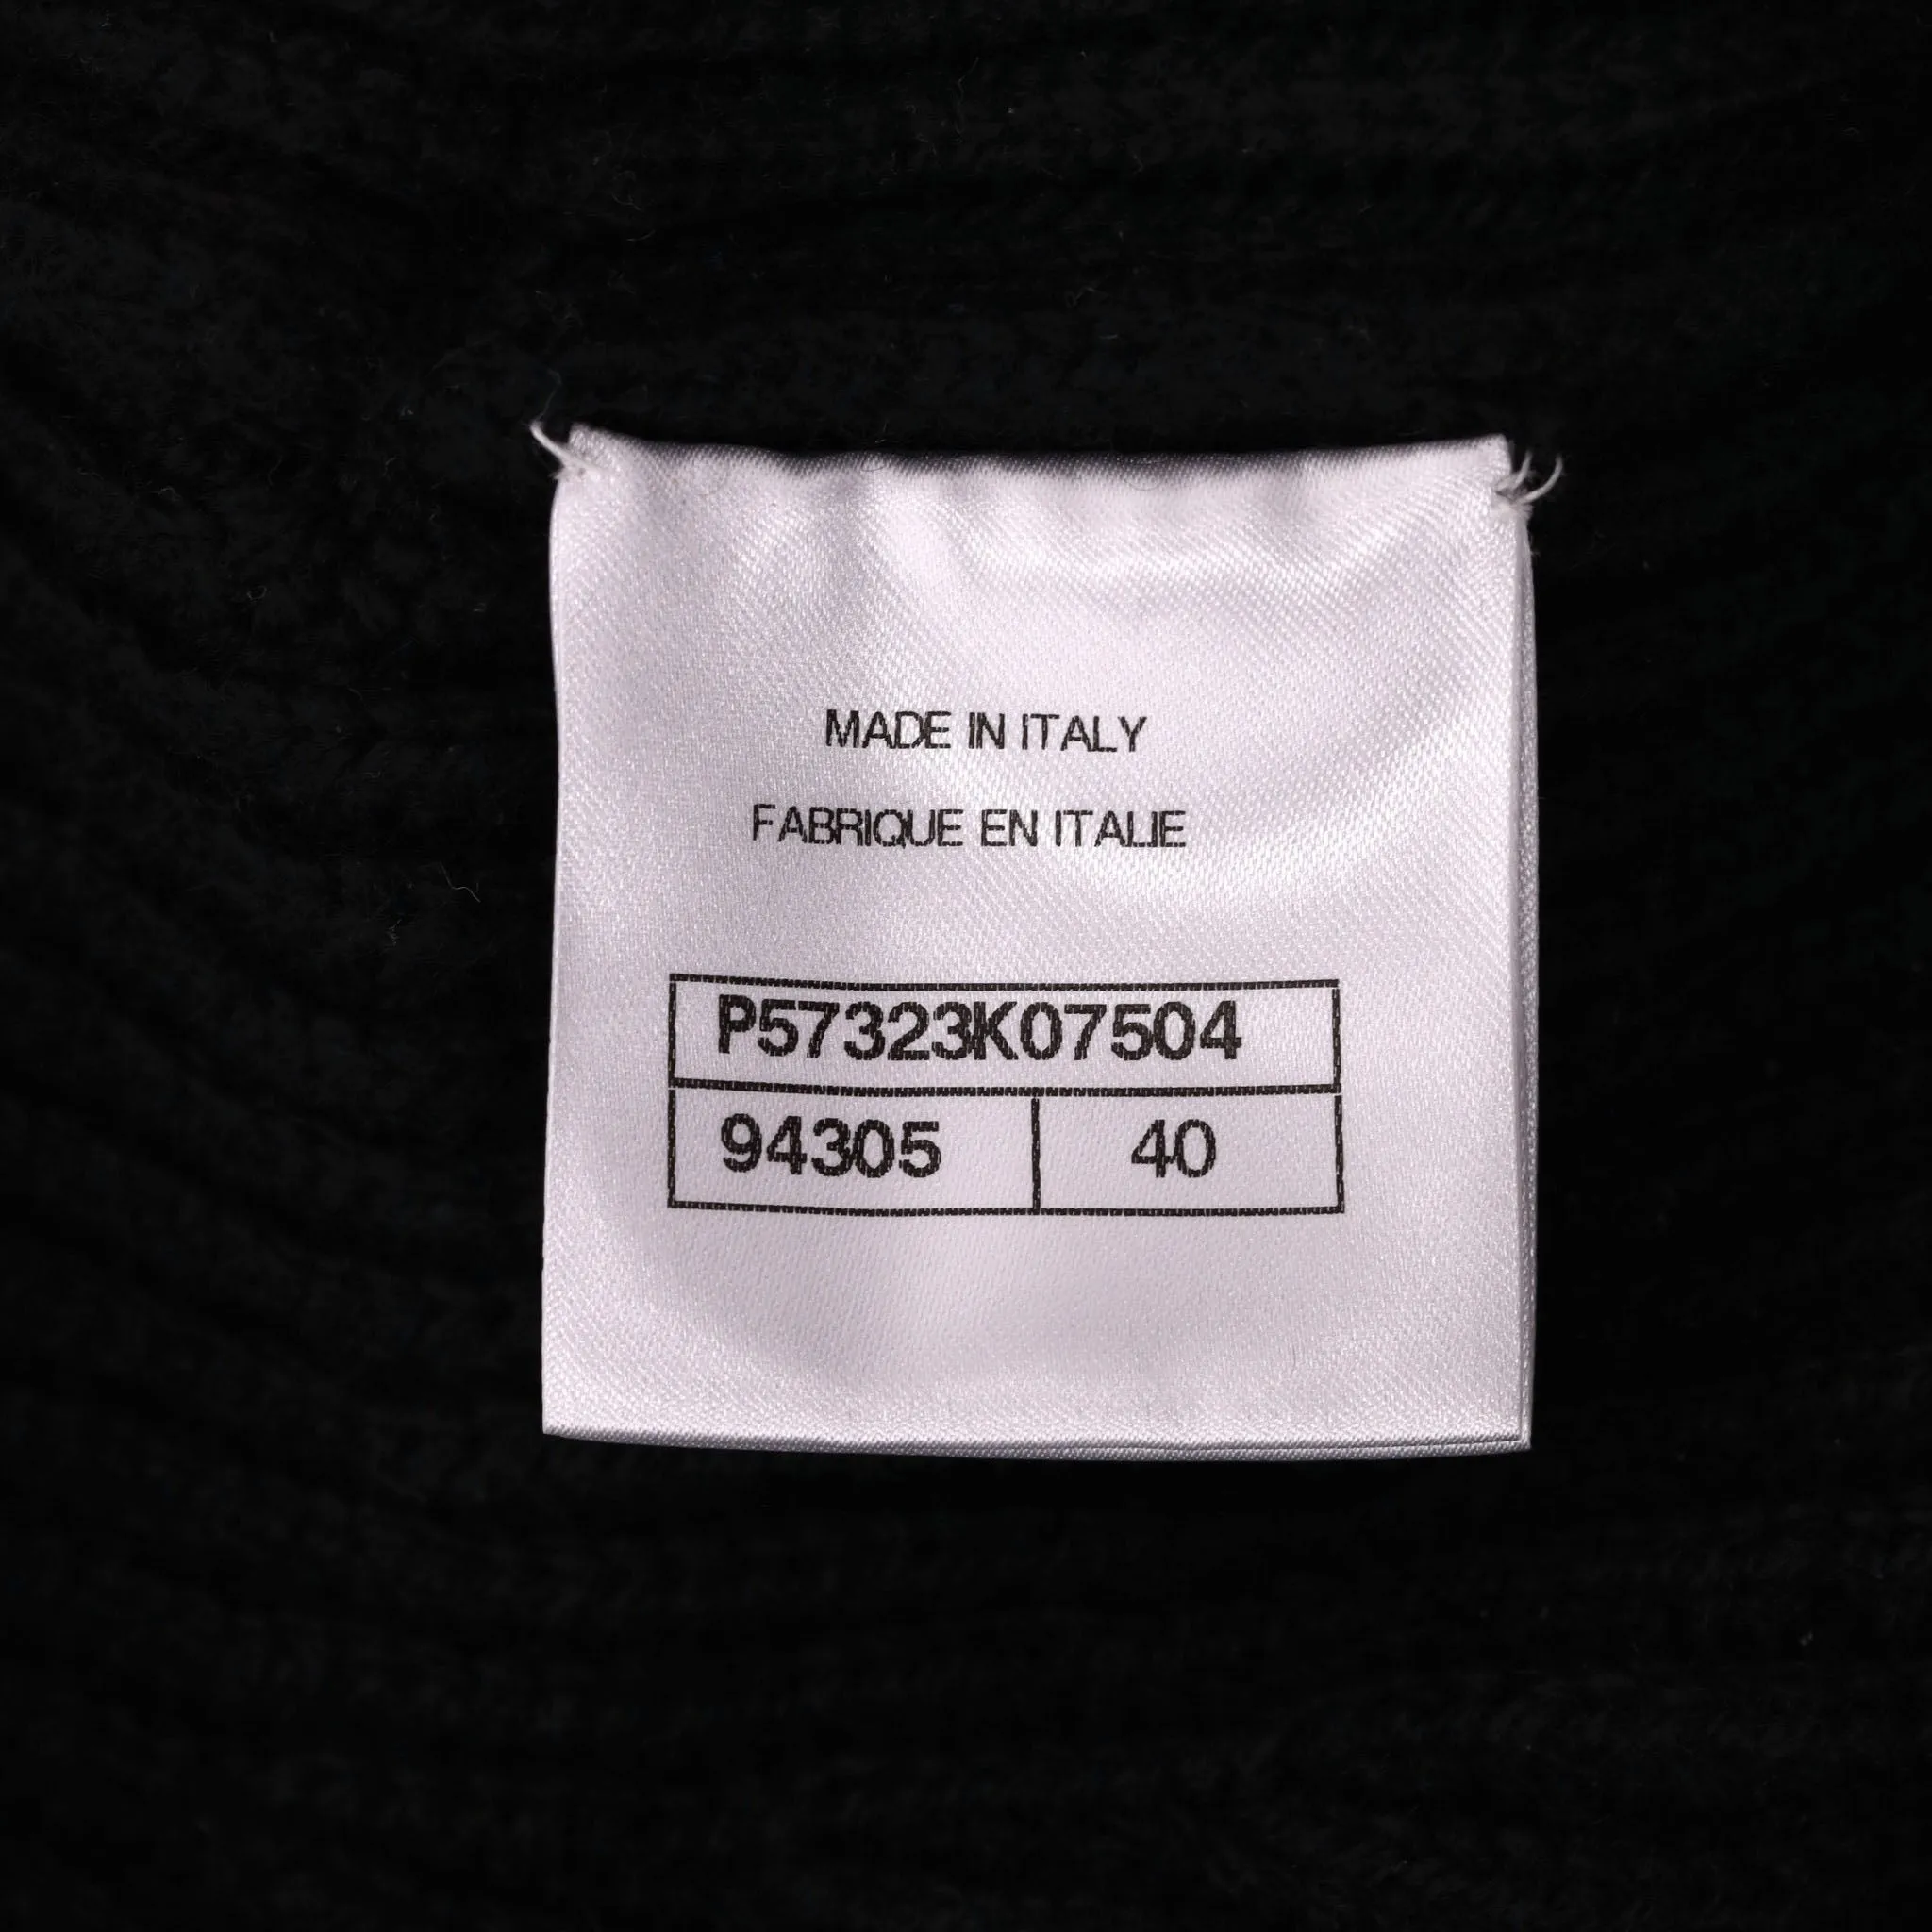 MADE IN ITALY
FABRIQUE EN ITALIE
P57323K07504
94305 40